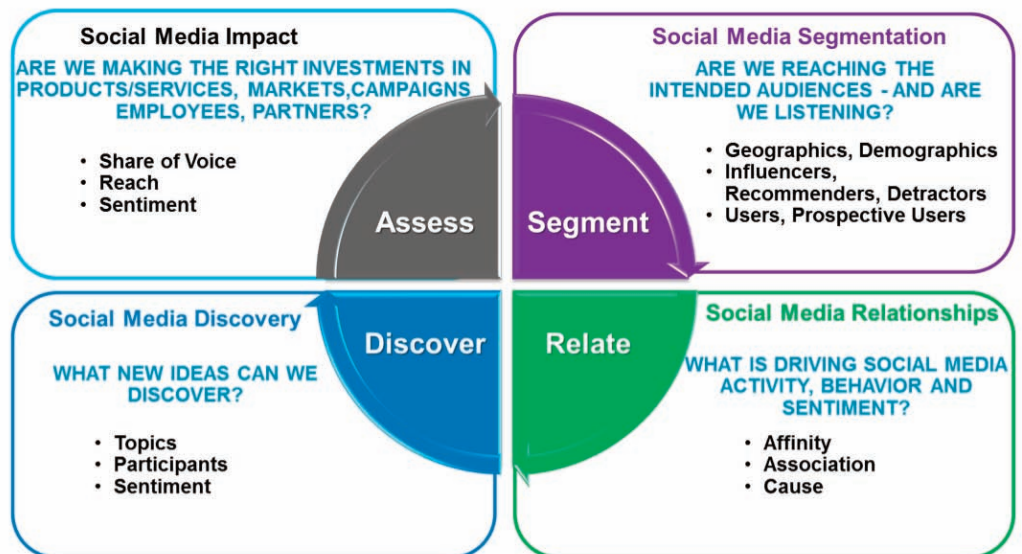 Social Media Impact
ARE WE MAKING THE RIGHT INVESTMENTS IN
PRODUCTS/SERVICES, MARKETS,CAMPAIGNS
EMPLOYEES, PARTNERS?
• Share of Voice
• Reach
• Sentiment
Assess
Social Media Segmentation
ARE WE REACHING THE
INTENDED AUDIENCES - AND ARE
WE LISTENING?
• Geographics, Demographics
• Influencers,
Recommenders, Detractors
• Users, Prospective Users
Segment
Social Media Discovery
WHAT NEW IDEAS CAN WE
DISCOVER?
• Topics
• Participants
• Sentiment
Discover
Social Media Relationships
WHAT IS DRIVING SOCIAL MEDIA
ACTIVITY, BEHAVIOR AND
SENTIMENT?
• Affinity
• Association
• Cause
Relate